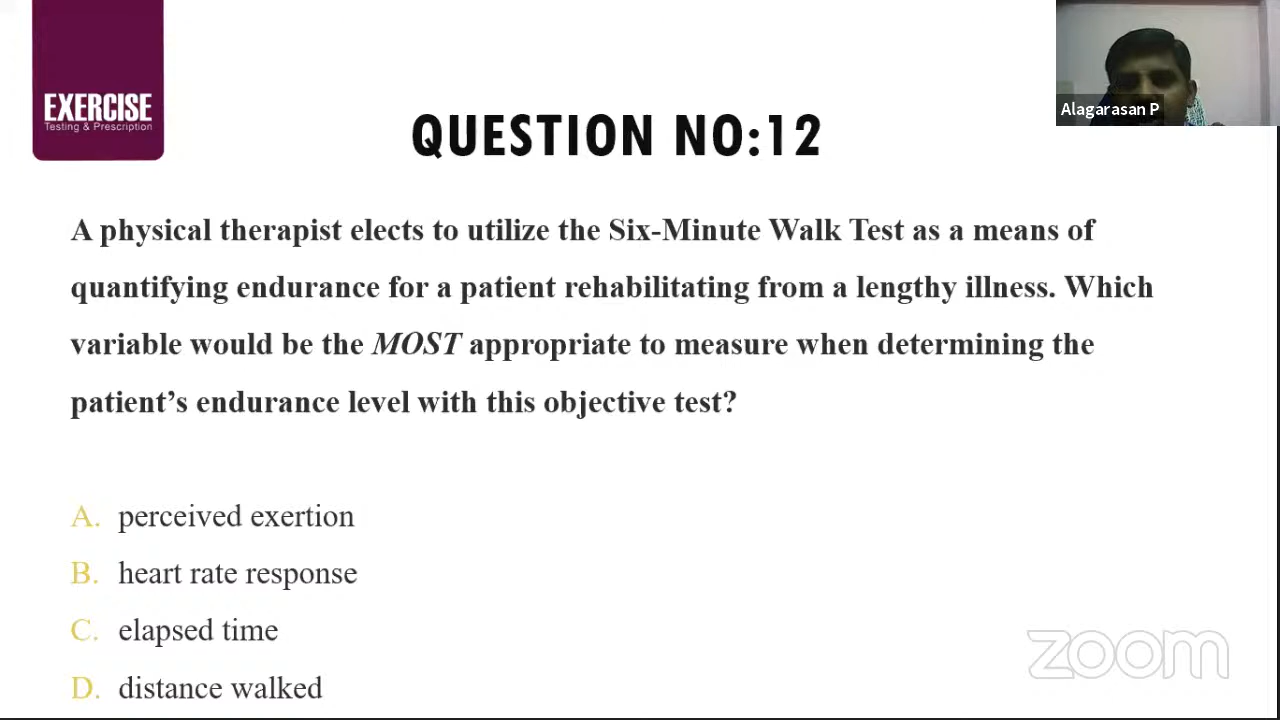 EXERCISE
Testing & Prescription
Alagarasan P
QUESTION NO:12
A physical therapist elects to utilize the Six-Minute Walk Test as a means of
quantifying endurance for a patient rehabilitating from a lengthy illness. Which
variable would be the MOST appropriate to measure when determining the
patient’s endurance level with this objective test?
A. perceived exertion
B. heart rate response
C. elapsed time
D. distance walked
zoom